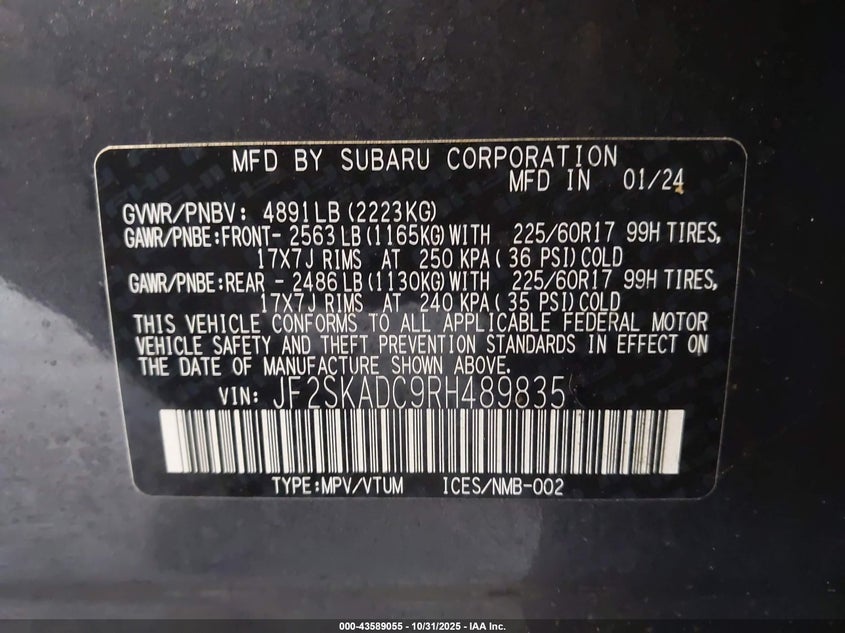 MFD BY SUBARU CORPORATION
MFD IN 01/24
GVWR/PNBV: 4891LB (2223KG)
GAWR/PNBE:FRONT- 2563LB (1165KG) WITH 225/60R17 99H TIRES,
17X7J RIMS AT 250 KPA ( 36 PSI) COLD
GAWR/PNBE:REAR - 2486LB (1130KG) WITH 225/60R17 99H TIRES,
17X7J RIMS AT 240 KPA ( 35 PSI) COLD
THIS VEHICLE CONFORMS TO ALL APPLICABLE FEDERAL MOTOR
VEHICLE SAFETY AND THEFT PREVENTION STANDARDS IN EFFECT ON
THE DATE OF MANUFACTURE SHOWN ABOVE.
VIN: JF2SKADC9RH489835
TYPE:MPV/VTUM ICES/NMB-002
000-43589055 - 10/31/2025 - IAA Inc.